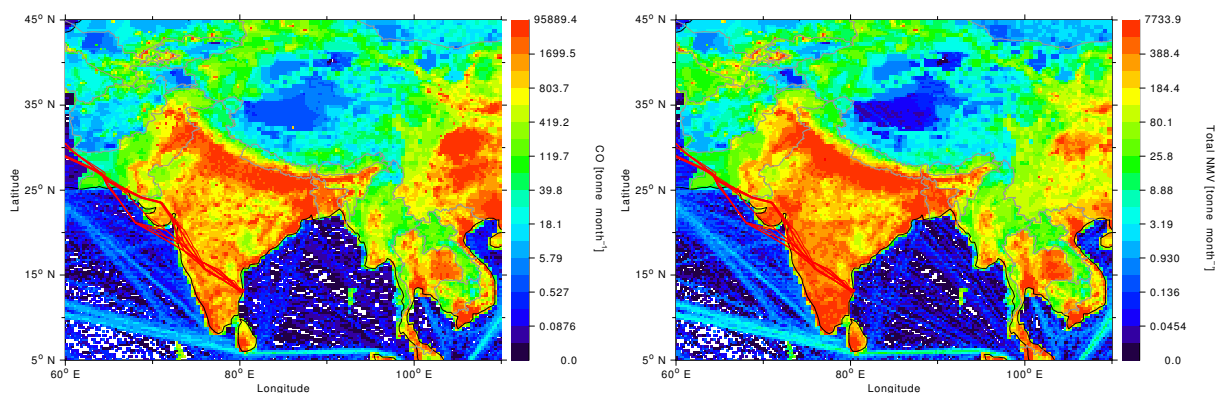 45° N
35° N
25° N
15° N
5° N
60° E
80° E
100° E
Longitude
Latitude
95889.4
1699.5
803.7
419.2
119.7
39.8
18.1
5.79
0.527
0.0876
0.0
CO [tonne month⁻¹]
45° N
35° N
25° N
15° N
5° N
60° E
80° E
100° E
Longitude
Latitude
7733.9
388.4
184.4
80.1
25.8
8.88
3.19
0.930
0.136
0.0454
0.0
Total NMV [tonne month⁻¹]